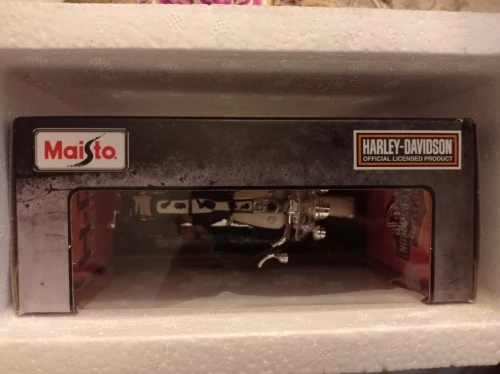 Maisto
HARLEY-DAVIDSON
OFFICIAL LICENSED PRODUCT